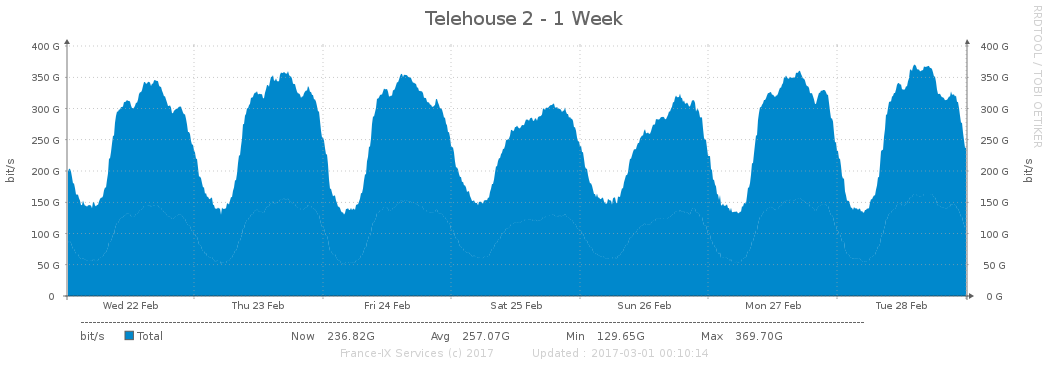 Telehouse 2 - 1 Week
RRDTOOL / TOBI OETIKER
400 G 400 G
350 G 350 G
300 G 300 G
250 G 250 G
200 G 200 G
150 G 150 G
100 G 100 G
50 G 50 G
0 0 G
bit/s bit/s
Wed 22 Feb Thu 23 Feb Fri 24 Feb Sat 25 Feb Sun 26 Feb Mon 27 Feb Tue 28 Feb
bit/s Total Now 236.82G Avg 257.07G Min 129.65G Max 369.70G
France-IX Services (c) 2017 Updated : 2017-03-01 00:10:14